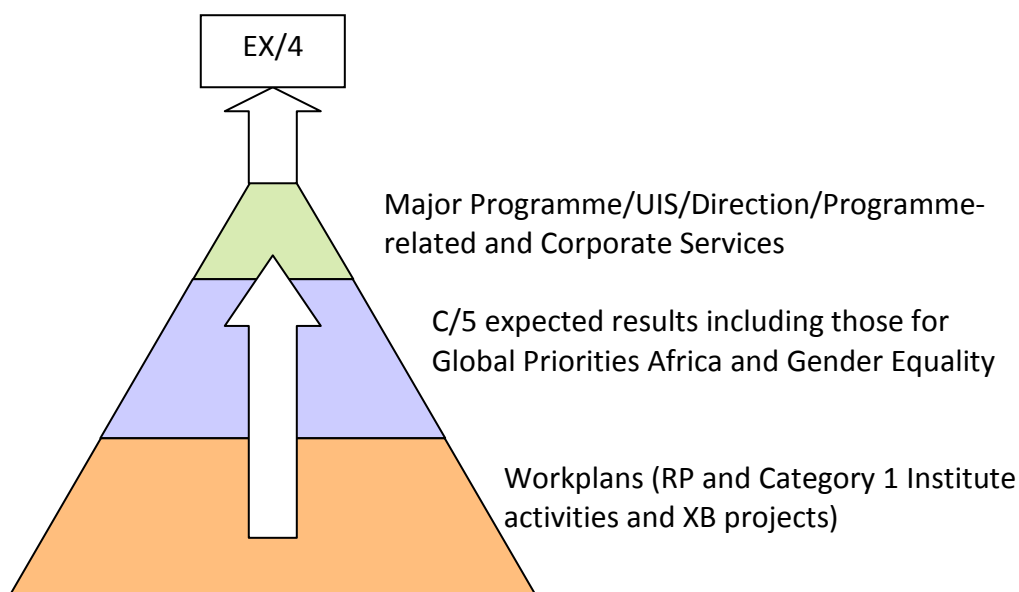 EX/4
Major Programme/UIS/Direction/Programme-
related and Corporate Services
C/5 expected results including those for
Global Priorities Africa and Gender Equality
Workplans (RP and Category 1 Institute
activities and XB projects)